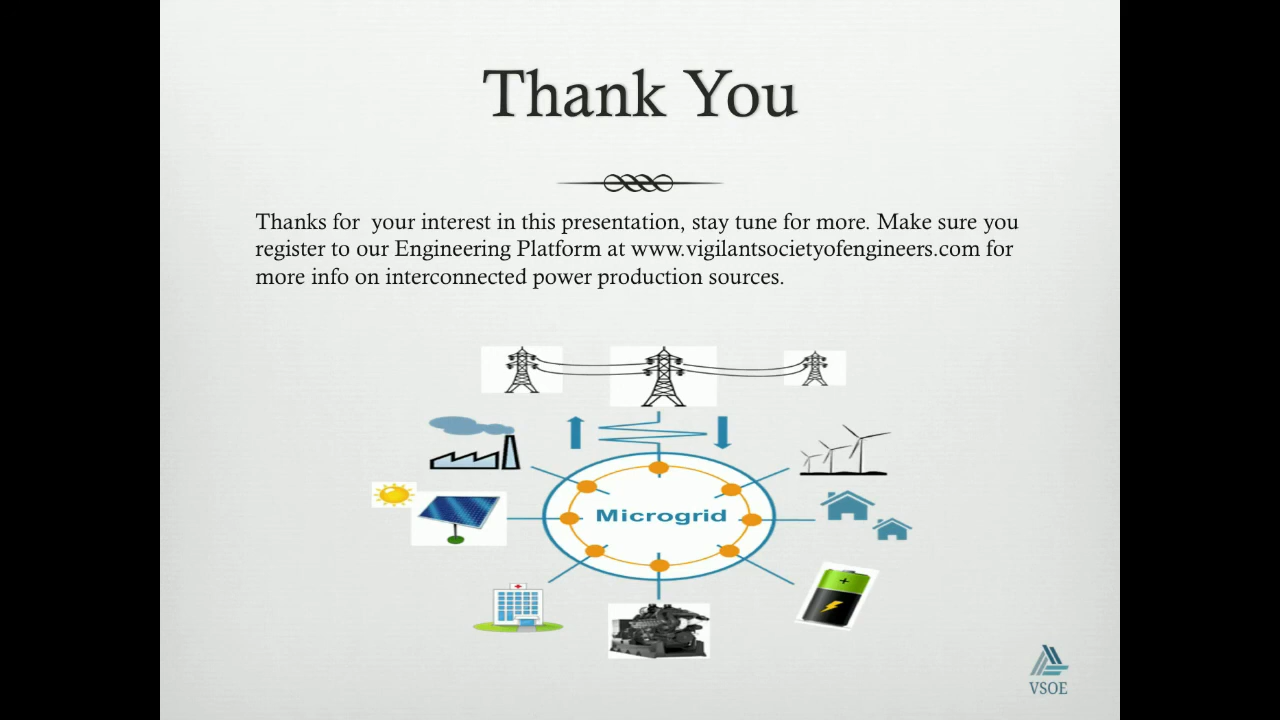 Thank You
Thanks for  your interest in this presentation, stay tune for more. Make sure you
register to our Engineering Platform at www.vigilantsocietyofengineers.com for
more info on interconnected power production sources.
Microgrid
VSOE